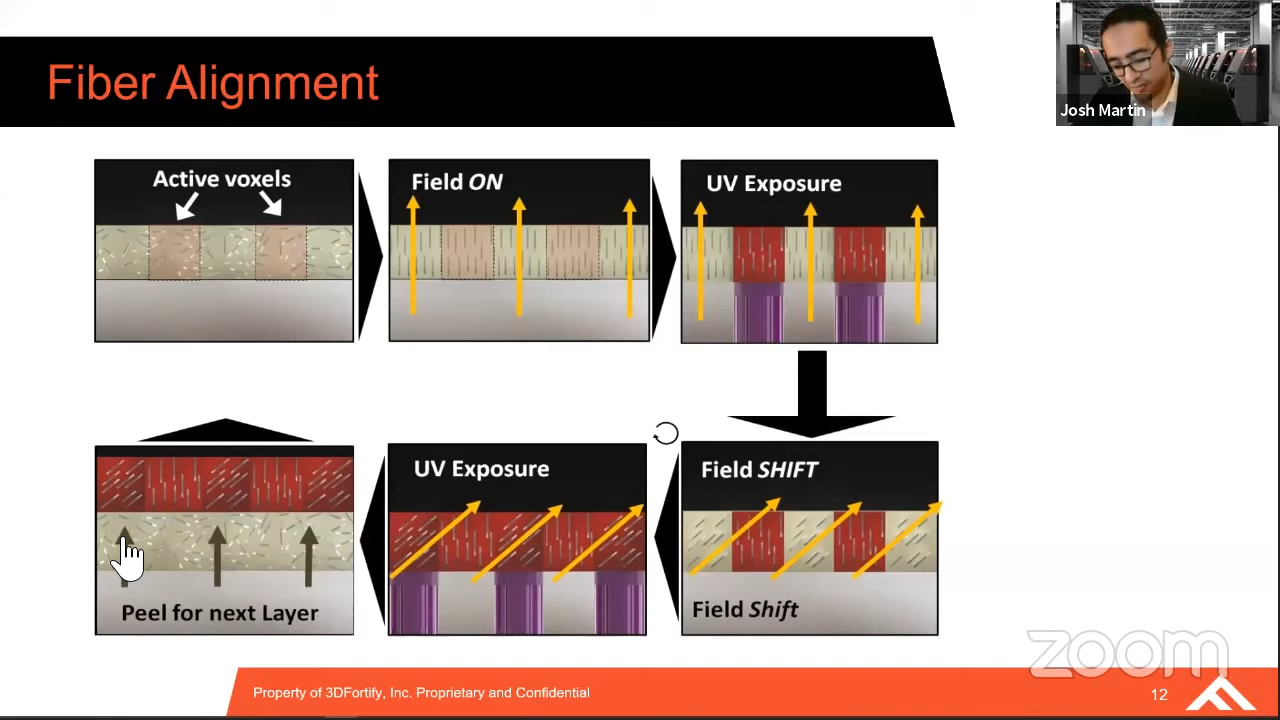 Fiber Alignment
Josh Martin
Active voxels
Field ON
UV Exposure
Field SHIFT
Field Shift
UV Exposure
Peel for next Layer
zoom
Property of 3DFortify, Inc. Proprietary and Confidential
12